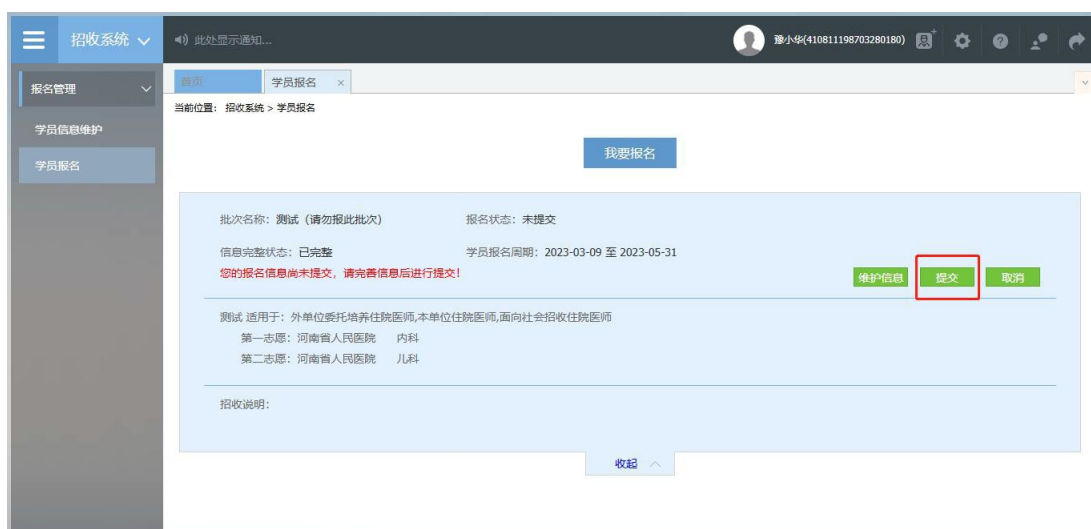 招收系统
此处显示通知...
豫小华(410811198703280180)
报名管理
首页
学员报名 ×
当前位置: 招收系统 > 学员报名
学员信息维护
学员报名
我要报名
批次名称: 测试（请勿报此批次） 报名状态: 未提交
信息完整状态: 已完整 学员报名周期: 2023-03-09 至 2023-05-31
您的报名信息尚未提交, 请完善信息后进行提交!
维护信息 提交 取消
测试 适用于: 外单位委托培养住院医师,本单位住院医师,面向社会招收住院医师
第一志愿: 河南省人民医院 内科
第二志愿: 河南省人民医院 儿科
招收说明:
收起